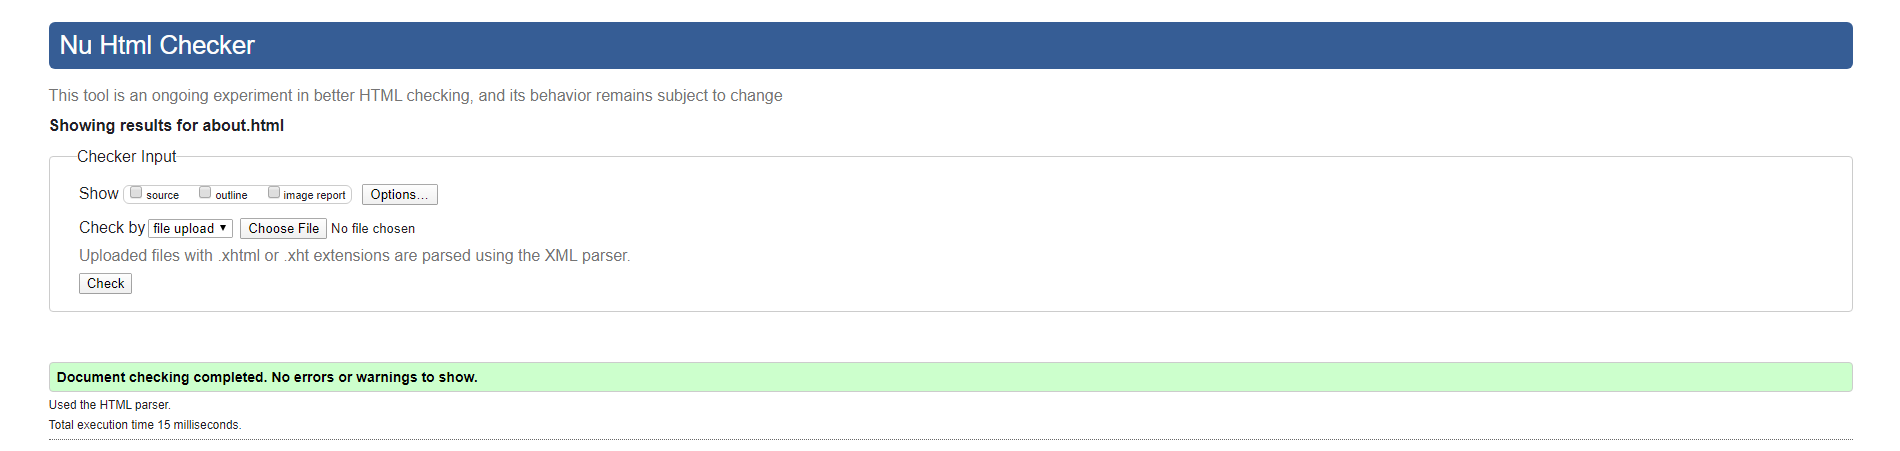 Nu Html Checker
This tool is an ongoing experiment in better HTML checking, and its behavior remains subject to change
Showing results for about.html
Checker Input
Show source outline image report Options...
Check by file upload Choose File No file chosen
Uploaded files with .xhtml or .xht extensions are parsed using the XML parser.
Check
Document checking completed. No errors or warnings to show.
Used the HTML parser.
Total execution time 15 milliseconds.